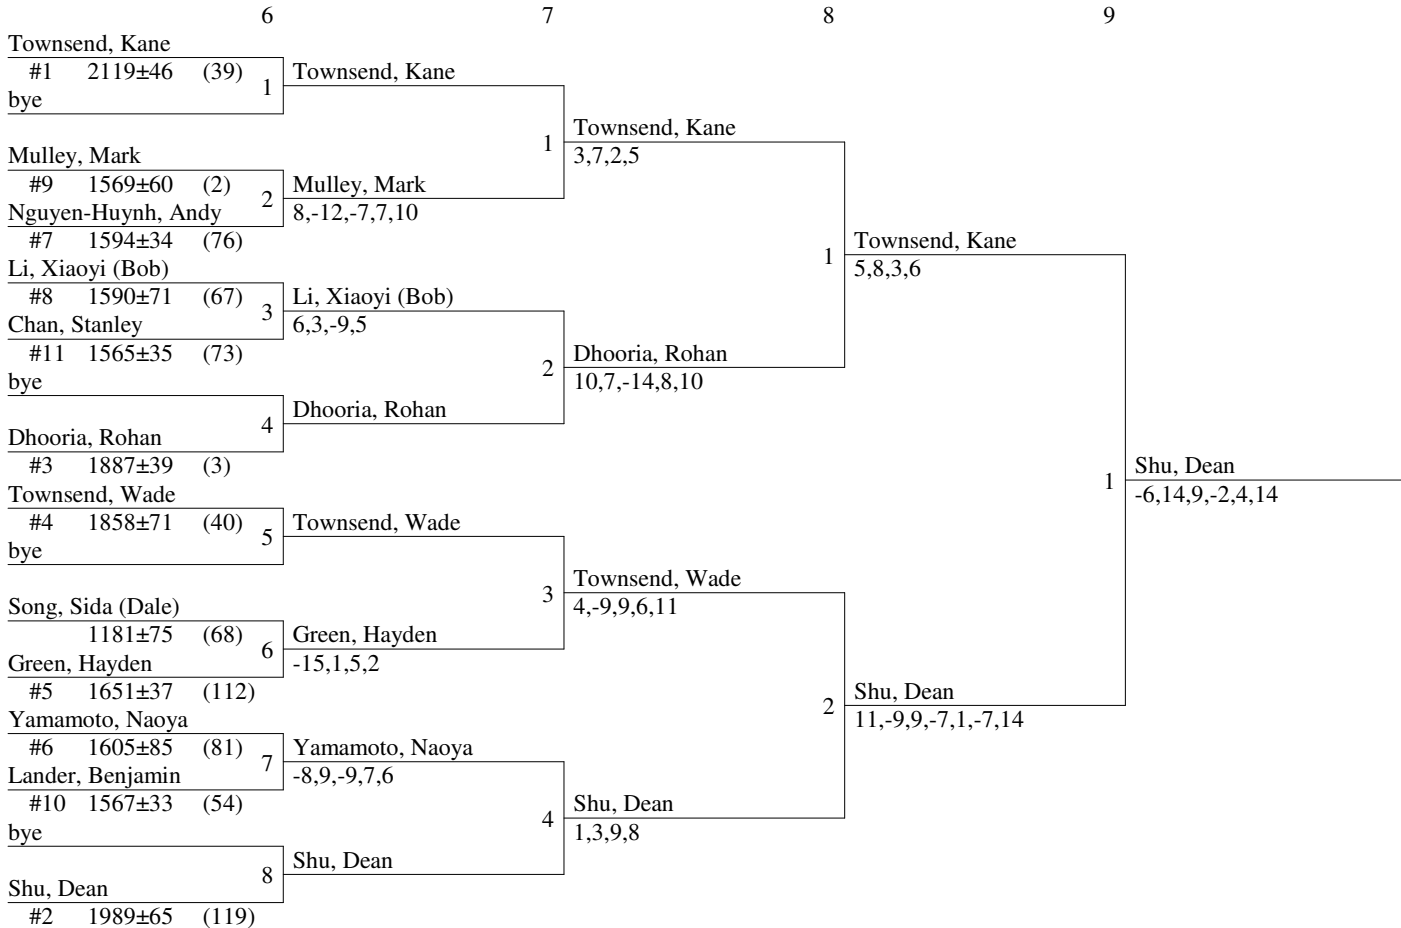 6 7 8 9
Townsend, Kane
#1 2119±46 (39)
bye
1
Townsend, Kane
Mulley, Mark
#9 1569±60 (2)
Nguyen-Huynh, Andy
#7 1594±34 (76)
2
Mulley, Mark
8,-12,-7,7,10
1
Townsend, Kane
3,7,2,5
Li, Xiaoyi (Bob)
#8 1590±71 (67)
Chan, Stanley
#11 1565±35 (73)
3
Li, Xiaoyi (Bob)
6,3,-9,5
bye
Dhooria, Rohan
#3 1887±39 (3)
4
Dhooria, Rohan
2
Dhooria, Rohan
10,7,-14,8,10
1
Townsend, Kane
5,8,3,6
Townsend, Wade
#4 1858±71 (40)
bye
5
Townsend, Wade
Song, Sida (Dale)
1181±75 (68)
Green, Hayden
#5 1651±37 (112)
6
Green, Hayden
-15,1,5,2
3
Townsend, Wade
4,-9,9,6,11
Yamamoto, Naoya
#6 1605±85 (81)
Lander, Benjamin
#10 1567±33 (54)
7
Yamamoto, Naoya
-8,9,-9,7,6
bye
Shu, Dean
#2 1989±65 (119)
8
Shu, Dean
4
Shu, Dean
1,3,9,8
2
Shu, Dean
11,-9,9,-7,1,-7,14
1
Shu, Dean
-6,14,9,-2,4,14